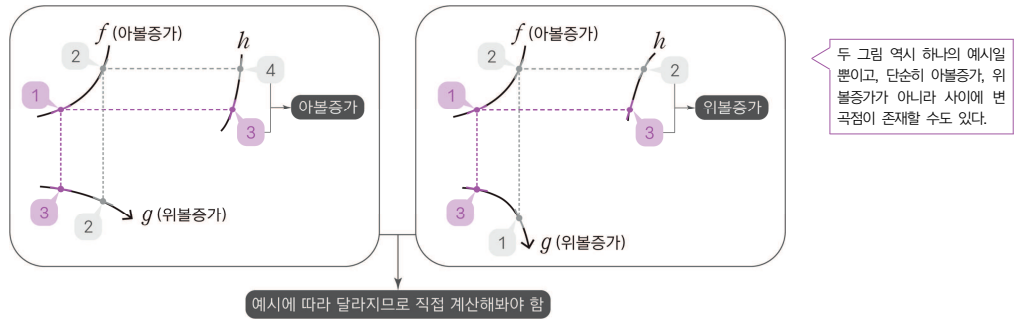 f (아볼증가)
h
2
4
1
3
아볼증가
3
2
g (위볼증가)
f (아볼증가)
h
2
2
1
3
위볼증가
3
1
g (위볼증가)
예시에 따라 달라지므로 직접 계산해봐야 함
두 그림 역시 하나의 예시일
뿐이고, 단순히 아볼증가, 위
볼증가가 아니라 사이에 변
곡점이 존재할 수도 있다.